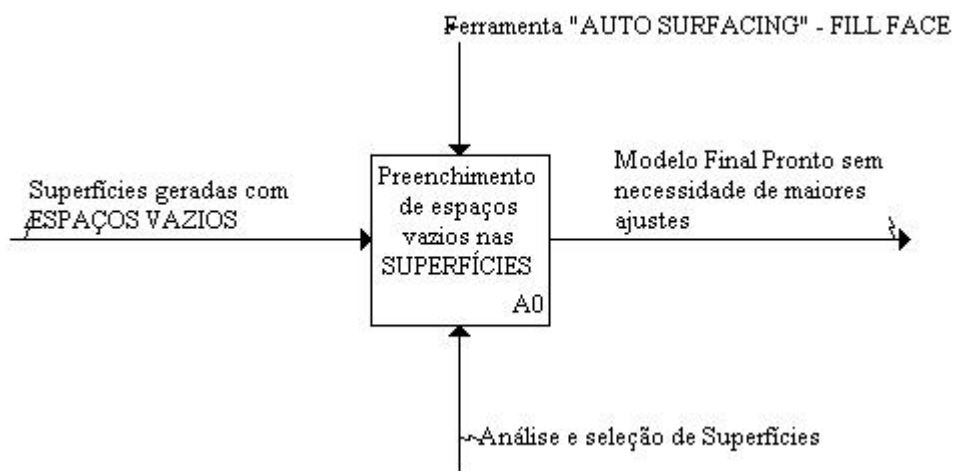 Ferramenta "AUTO SURFACING" - FILL FACE
Superfícies geradas com
ESPAÇOS VAZIOS
Preenchimento
de espaços
vazios nas
SUPERFÍCIES
A0
Modelo Final Pronto sem
necessidade de maiores
ajustes
Análise e seleção de Superfícies